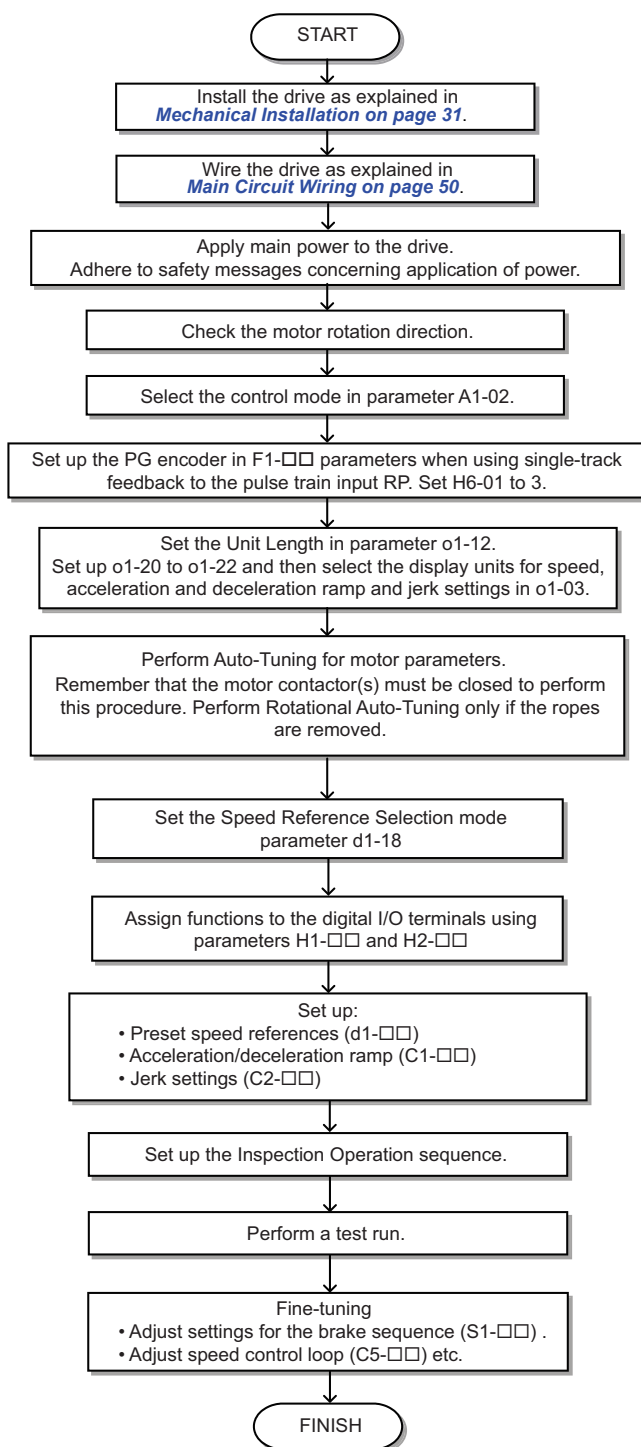 START
Install the drive as explained in
Mechanical Installation on page 31.
Wire the drive as explained in
Main Circuit Wiring on page 50.
Apply main power to the drive.
Adhere to safety messages concerning application of power.
Check the motor rotation direction.
Select the control mode in parameter A1-02.
Set up the PG encoder in F1-□□ parameters when using single-track
feedback to the pulse train input RP. Set H6-01 to 3.
Set the Unit Length in parameter o1-12.
Set up o1-20 to o1-22 and then select the display units for speed,
acceleration and deceleration ramp and jerk settings in o1-03.
Perform Auto-Tuning for motor parameters.
Remember that the motor contactor(s) must be closed to perform
this procedure. Perform Rotational Auto-Tuning only if the ropes
are removed.
Set the Speed Reference Selection mode
parameter d1-18
Assign functions to the digital I/O terminals using
parameters H1-□□ and H2-□□
Set up:
• Preset speed references (d1-□□)
• Acceleration/deceleration ramp (C1-□□)
• Jerk settings (C2-□□)
Set up the Inspection Operation sequence.
Perform a test run.
Fine-tuning
• Adjust settings for the brake sequence (S1-□□) .
• Adjust speed control loop (C5-□□) etc.
FINISH